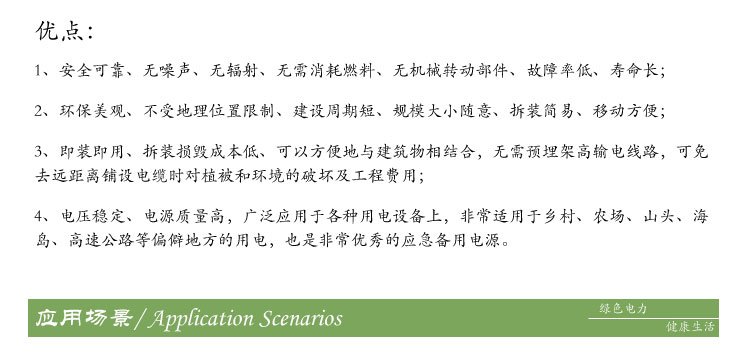 优点：
1、安全可靠、无噪声、无辐射、无需消耗燃料、无机械转动部件、故障率低、寿命长；
2、环保美观、不受地理位置限制、建设周期短、规模大小随意、拆装简易、移动方便；
3、即装即用、拆装损毁成本低、可以方便地与建筑物相结合，无需预埋架高输电线路，可免
去远距离铺设电缆时对植被和环境的破坏及工程费用；
4、电压稳定、电源质量高，广泛应用于各种用电设备上，非常适用于乡村、农场、山头、海
岛、高速公路等偏僻地方的用电，也是非常优秀的应急备用电源。
应用场景/Application Scenarios
绿色电力
健康生活